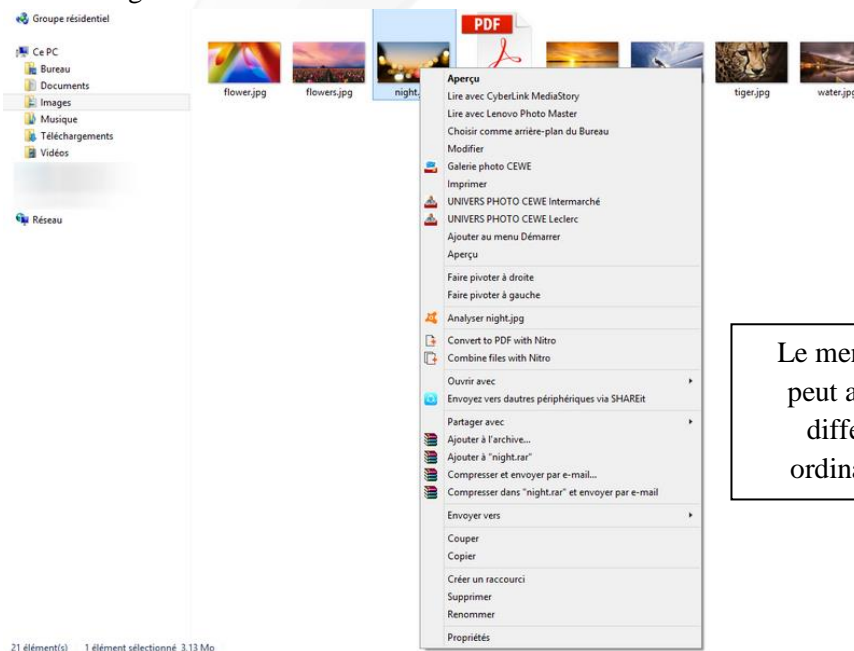 Groupe résidentiel
Ce PC
Bureau
Documents
Images
Musique
Téléchargements
Vidéos
Réseau
PDF
flower.jpg
flowers.jpg
night.
tiger.jpg
water.jpg
Aperçu
Lire avec CyberLink MediaStory
Lire avec Lenovo Photo Master
Choisir comme arrière-plan du Bureau
Modifier
Galerie photo CEWE
Imprimer
UNIVERS PHOTO CEWE Intermarché
UNIVERS PHOTO CEWE Leclerc
Ajouter au menu Démarrer
Aperçu
Faire pivoter à droite
Faire pivoter à gauche
Analyser night.jpg
Convert to PDF with Nitro
Combine files with Nitro
Ouvrir avec
Envoyez vers dautres périphériques via SHAREit
Partager avec
Ajouter à l'archive...
Ajouter à "night.rar"
Compresser et envoyer par e-mail...
Compresser dans "night.rar" et envoyer par e-mail
Envoyer vers
Couper
Copier
Créer un raccourci
Supprimer
Renommer
Propriétés
Le
peut
21 élément(s) 1 élément sélectionné 3,13 Mo